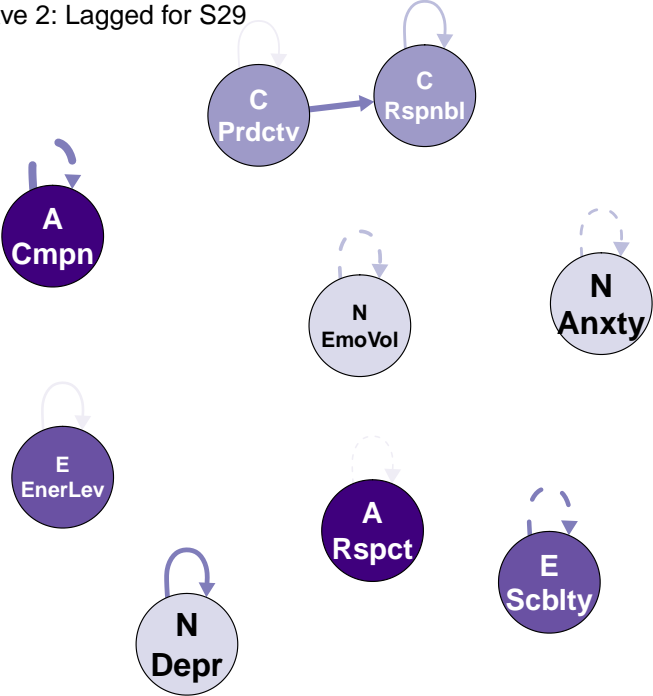 ve 2: Lagged for S29
C
Rspnbl
C
Prdctv
A
Cmpn
N
Anxty
N
EmoVol
E
EnerLev
A
Rspct
E
Scblty
N
Depr